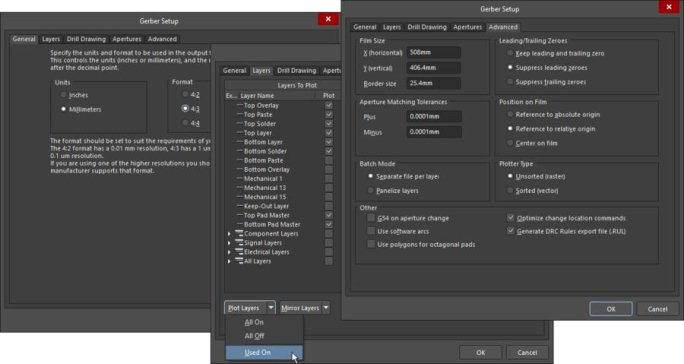 Gerber Setup
General Layers Drill Drawing Apertures Advanced
Specify the units and format to be used in the output
This controls the units (inches or millimeters), and the
after the decimal point.
Units
Inches
Millimeters
Format
4:2
4:3
4:4
The format should be set to suit the requirements of
The 4:2 format has a 0.01 mm resolution, 4:3 has a 1 um
0.1 um resolution.
If you are using one of the higher resolutions you
manufacturer supports that format.
General Layers Drill Drawing
Layers To Plot
Ex... Layer Name Plot
Top Overlay
Top Paste
Top Solder
Top Layer
Bottom Layer
Bottom Solder
Bottom Paste
Bottom Overlay
Mechanical 1
Mechanical 13
Mechanical 15
Keep-Out Layer
Top Pad Master
Bottom Pad Master
Component Layers
Signal Layers
Electrical Layers
All Layers
Plot Layers Mirror Layers
All On
All Off
Used On
OK Cancel
Gerber Setup
General Layers Drill Drawing Apertures Advanced
Film Size
X (horizontal) 508mm
Y (vertical) 406.4mm
Border size 25.4mm
Leading/Trailing Zeroes
Keep leading and trailing zero
Suppress leading zeroes
Suppress trailing zeroes
Aperture Matching Tolerances
Plus 0.0001mm
Minus 0.0001mm
Position on Film
Reference to absolute origin
Reference to relative origin
Center on film
Batch Mode
Separate file per layer
Panelize layers
Plotter Type
Unsorted (raster)
Sorted (vector)
Other
G54 on aperture change
Use software arcs
Use polygons for octagonal pads
Optimize change location commands
Generate DRC Rules export file (.RUL)
OK Cancel